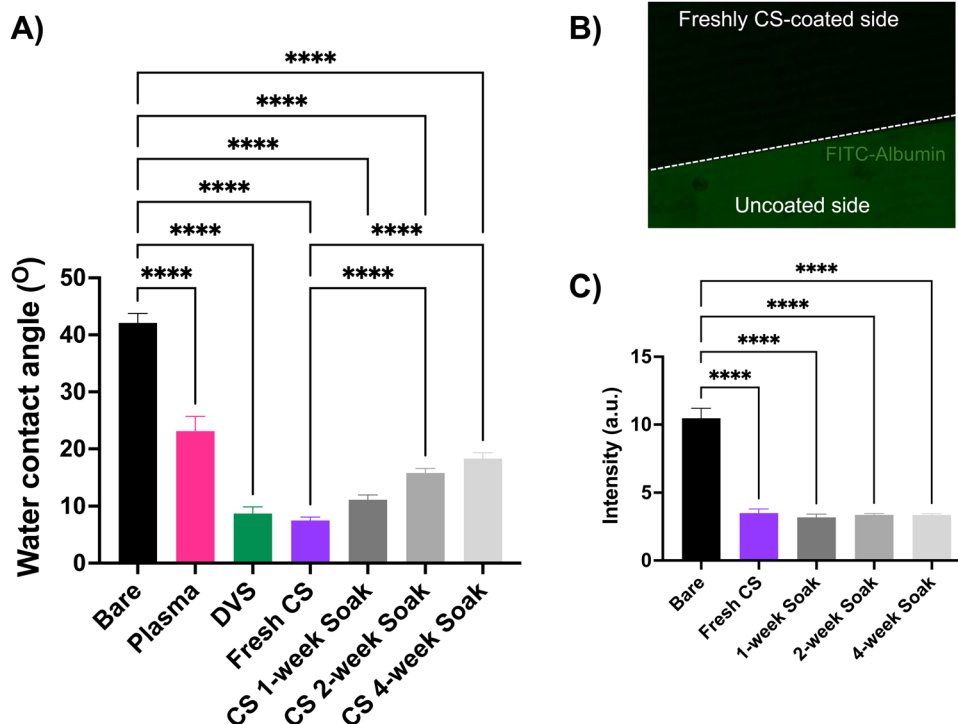 A)
****
****
****
****
****
****
****
****
Water contact angle (O)
50
40
30
20
10
0
Bare
Plasma
DVS
Fresh CS
CS 1-week Soak
CS 2-week Soak
CS 4-week Soak
B)
Freshly CS-coated side
FITC-Albumin
Uncoated side
C)
****
****
****
****
Intensity (a.u.)
15
10
5
0
Bare
Fresh CS
1-week Soak
2-week Soak
4-week Soak